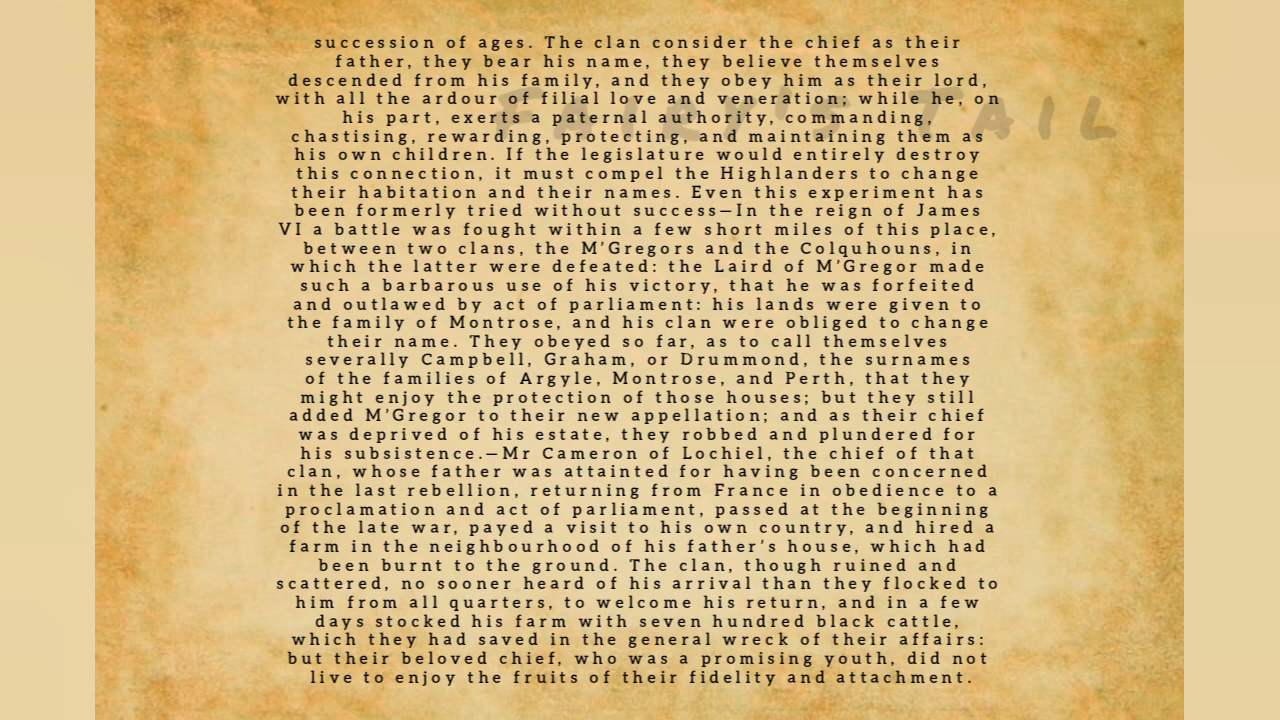 succession of ages. The clan consider the chief as their
father, they bear his name, they believe themselves
descended from his family, and they obey him as their lord,
with all the ardour of filial love and veneration; while he, on
his part, exerts a paternal authority, commanding,
chastising, rewarding, protecting, and maintaining them as
his own children. If the legislature would entirely destroy
this connection, it must compel the Highlanders to change
their habitation and their names. Even this experiment has
been formerly tried without success—In the reign of James
VI a battle was fought within a few short miles of this place,
between two clans, the M'Gregors and the Colquhouns, in
which the latter were defeated: the Laird of M'Gregor made
such a barbarous use of his victory, that he was forfeited
and outlawed by act of parliament: his lands were given to
the family of Montrose, and his clan were obliged to change
their name. They obeyed so far, as to call themselves
severally Campbell, Graham, or Drummond, the surnames
of the families of Argyle, Montrose, and Perth, that they
might enjoy the protection of those houses; but they still
added M'Gregor to their new appellation; and as their chief
was deprived of his estate, they robbed and plundered for
his subsistence.—Mr Cameron of Lochiel, the chief of that
clan, whose father was attainted for having been concerned
in the last rebellion, returning from France in obedience to a
proclamation and act of parliament, passed at the beginning
of the late war, payed a visit to his own country, and hired a
farm in the neighbourhood of his father's house, which had
been burnt to the ground. The clan, though ruined and
scattered, no sooner heard of his arrival than they flocked to
him from all quarters, to welcome his return, and in a few
days stocked his farm with seven hundred black cattle,
which they had saved in the general wreck of their affairs:
but their beloved chief, who was a promising youth, did not
live to enjoy the fruits of their fidelity and attachment.
TAIL